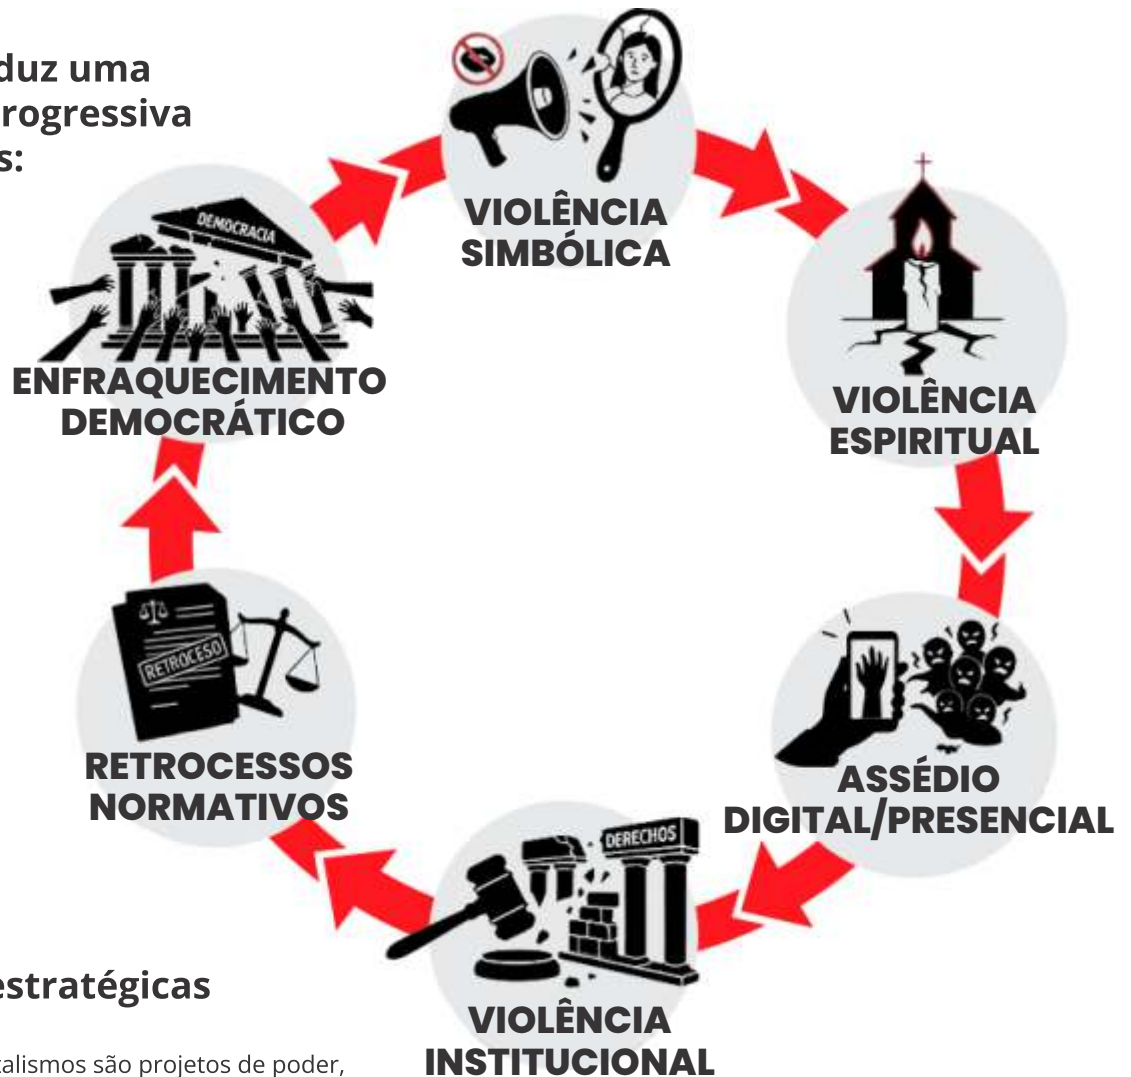 duz uma
rogressiva
s:
VIOLÊNCIA
SIMBÓLICA
VIOLÊNCIA
ESPIRITUAL
ASSÉDIO
DIGITAL/PRESENCIAL
DERECHOS
VIOLÊNCIA
INSTITUCIONAL
RETROCESO
RETROCESSOS
NORMATIVOS
DEMOCRACIA
ENFRAQUECIMENTO
DEMOCRÁTICO
estratégicas
talismos são projetos de poder,